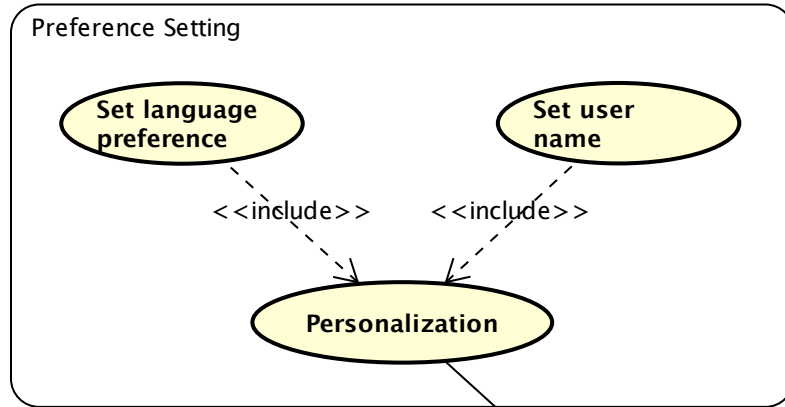 Preference Setting
Set language
preference
Set user
name
<<include>>
<<include>>
Personalization